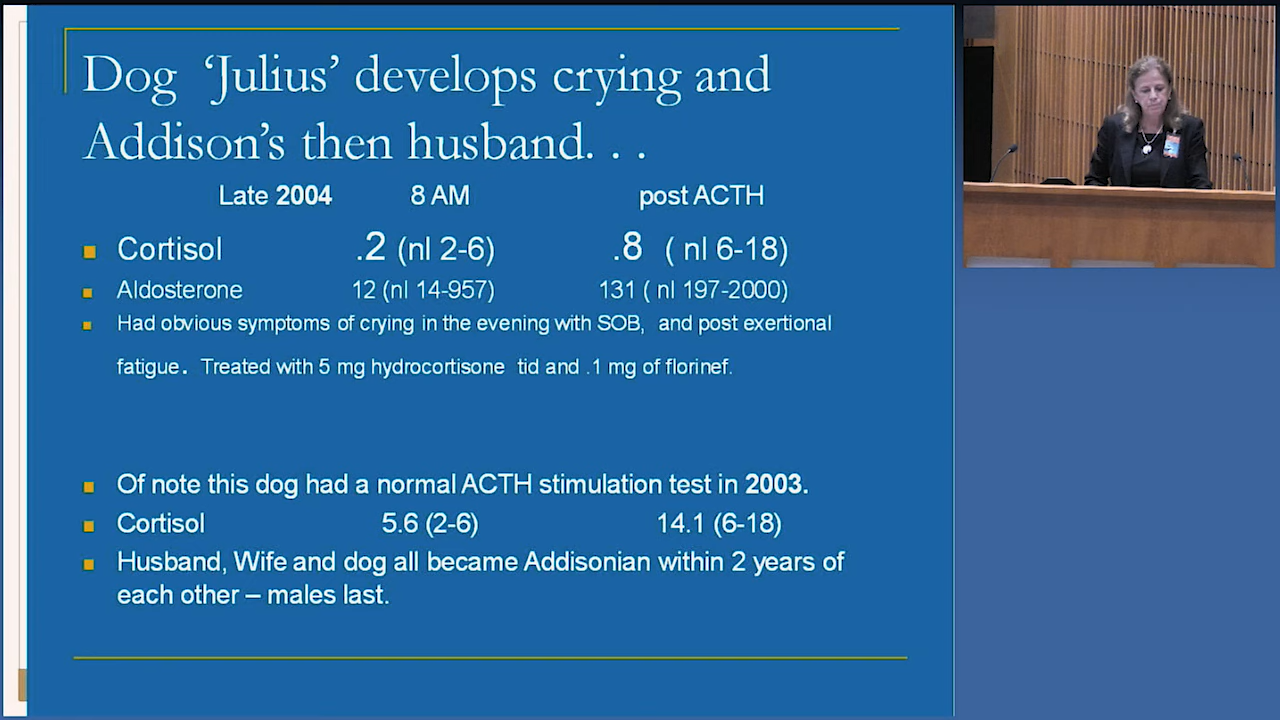 Dog ‘Julius’ develops crying and
Addison’s then husband. . .
Late 2004 8 AM post ACTH
Cortisol .2 (nl 2-6) .8 ( nl 6-18)
Aldosterone 12 (nl 14-957) 131 ( nl 197-2000)
Had obvious symptoms of crying in the evening with SOB, and post exertional
fatigue. Treated with 5 mg hydrocortisone tid and .1 mg of florinef.
Of note this dog had a normal ACTH stimulation test in 2003.
Cortisol 5.6 (2-6) 14.1 (6-18)
Husband, Wife and dog all became Addisonian within 2 years of
each other – males last.